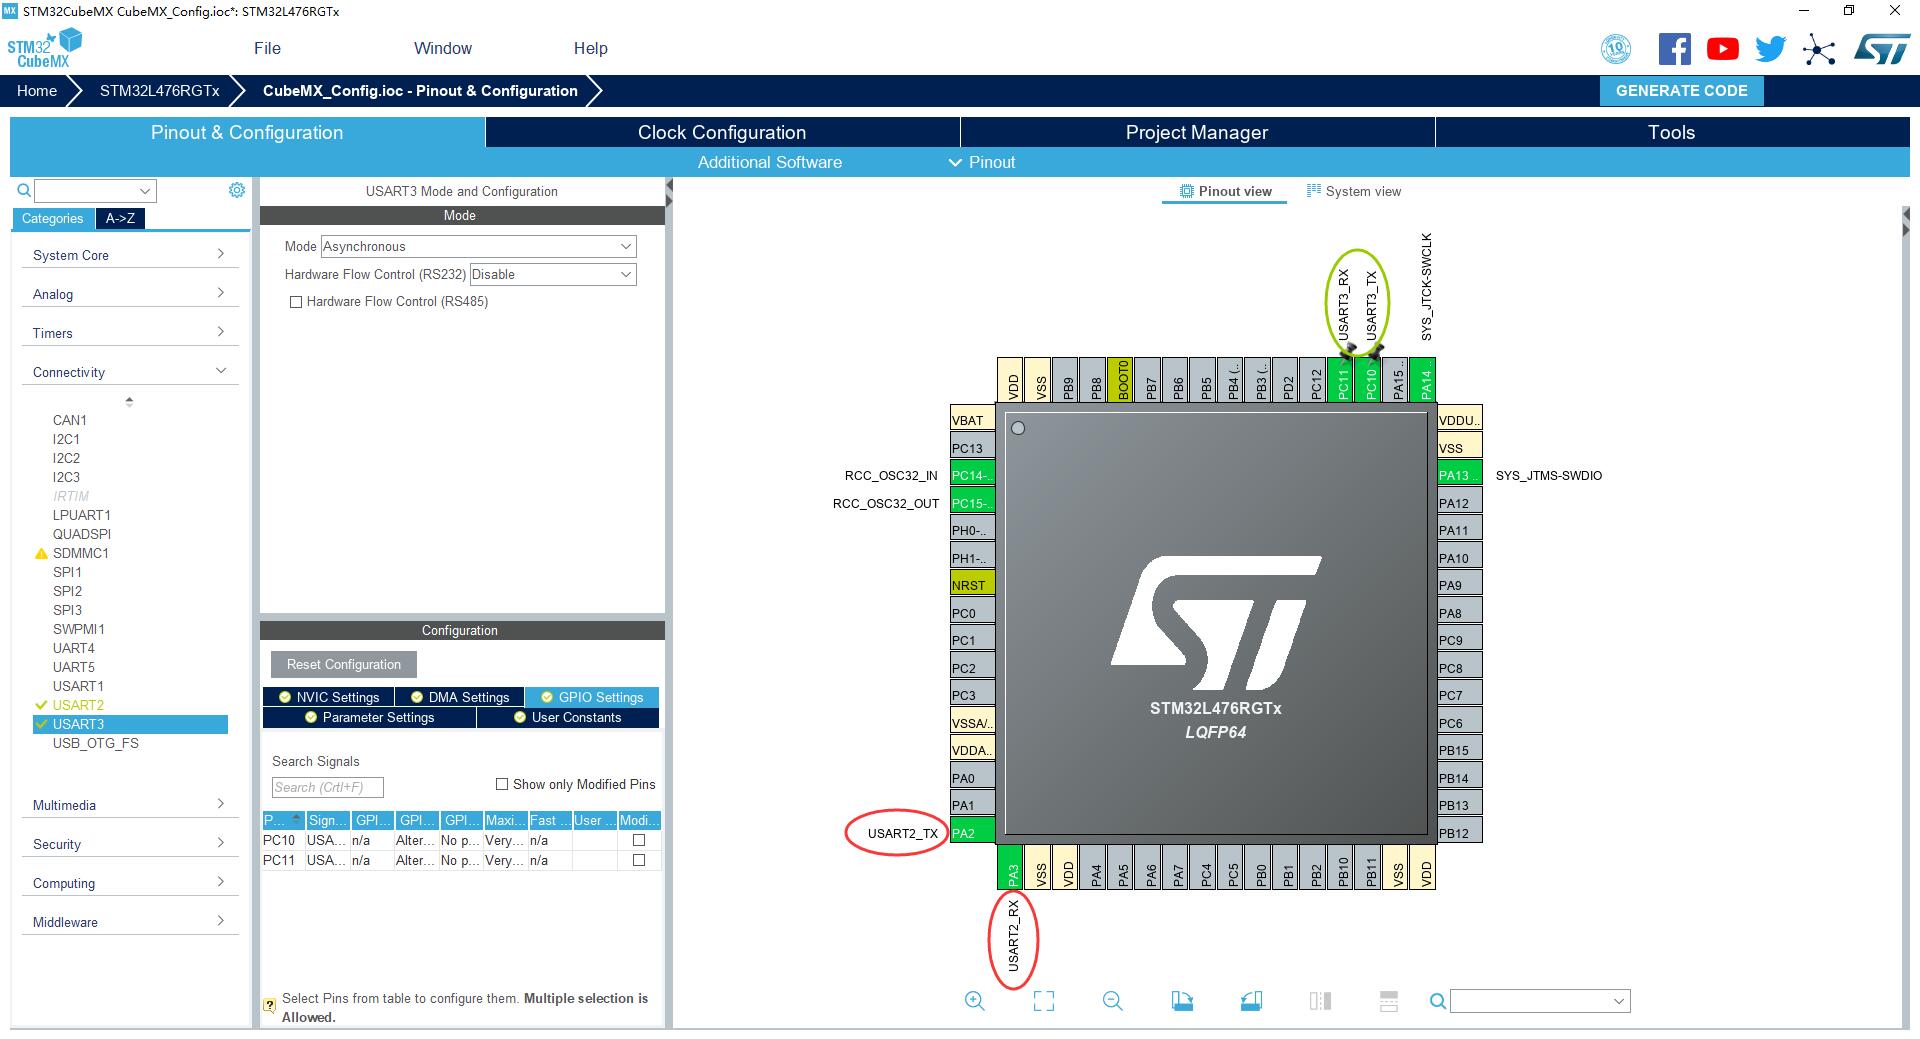 MX STM32CubeMX CubeMX_Config.ioc*: STM32L476RGTx
STM32
CubeMX
File
Window
Help
10
Home
STM32L476RGTx
CubeMX_Config.ioc - Pinout & Configuration
GENERATE CODE
Pinout & Configuration
Clock Configuration
Project Manager
Tools
Additional Software
Pinout
Categories
A->Z
System Core
Analog
Timers
Connectivity
CAN1
I2C1
I2C2
I2C3
IRTIM
LPUART1
QUADSPI
SDMMC1
SPI1
SPI2
SPI3
SWPMI1
UART4
UART5
USART1
USART2
USART3
USB_OTG_FS
Multimedia
Security
Computing
Middleware
USART3 Mode and Configuration
Mode
Mode Asynchronous
Hardware Flow Control (RS232) Disable
Hardware Flow Control (RS485)
Configuration
Reset Configuration
NVIC Settings
DMA Settings
GPIO Settings
Parameter Settings
User Constants
Search Signals
Search (Crtl+F)
Show only Modified Pins
P... Sign... GPI... GPI... GPI... Maxi... Fast ... User ... Modi...
PC10 USA... n/a Alter... No p... Very... n/a
PC11 USA... n/a Alter... No p... Very... n/a
Select Pins from table to configure them. Multiple selection is
Allowed.
Pinout view
System view
USART3_RX
USART3_TX
SYS_JTCK-SWCLK
VDD
VSS
PB9
PB8
BOOT0
PB7
PB6
PB5
PB4 (..
PB3 (..
PD2
PC12
PC11
PC10
PA15 ..
PA14..
VBAT
PC13
RCC_OSC32_IN
PC14-..
RCC_OSC32_OUT
PC15-..
PH0-..
PH1-..
NRST
PC0
PC1
PC2
PC3
VSSA/..
VDDA..
PA0
PA1
USART2_TX
PA2
VDDU..
VSS
PA13 ..
SYS_JTMS-SWDIO
PA12
PA11
PA10
PA9
PA8
PC9
PC8
PC7
PC6
PB15
PB14
PB13
PB12
ST
STM32L476RGTx
LQFP64
PA3
VSS
VDD
PA4
PA5
PA6
PA7
PC4
PC5
PB0
PB1
PB2
PB10
PB11
VSS
VDD
USART2_RX